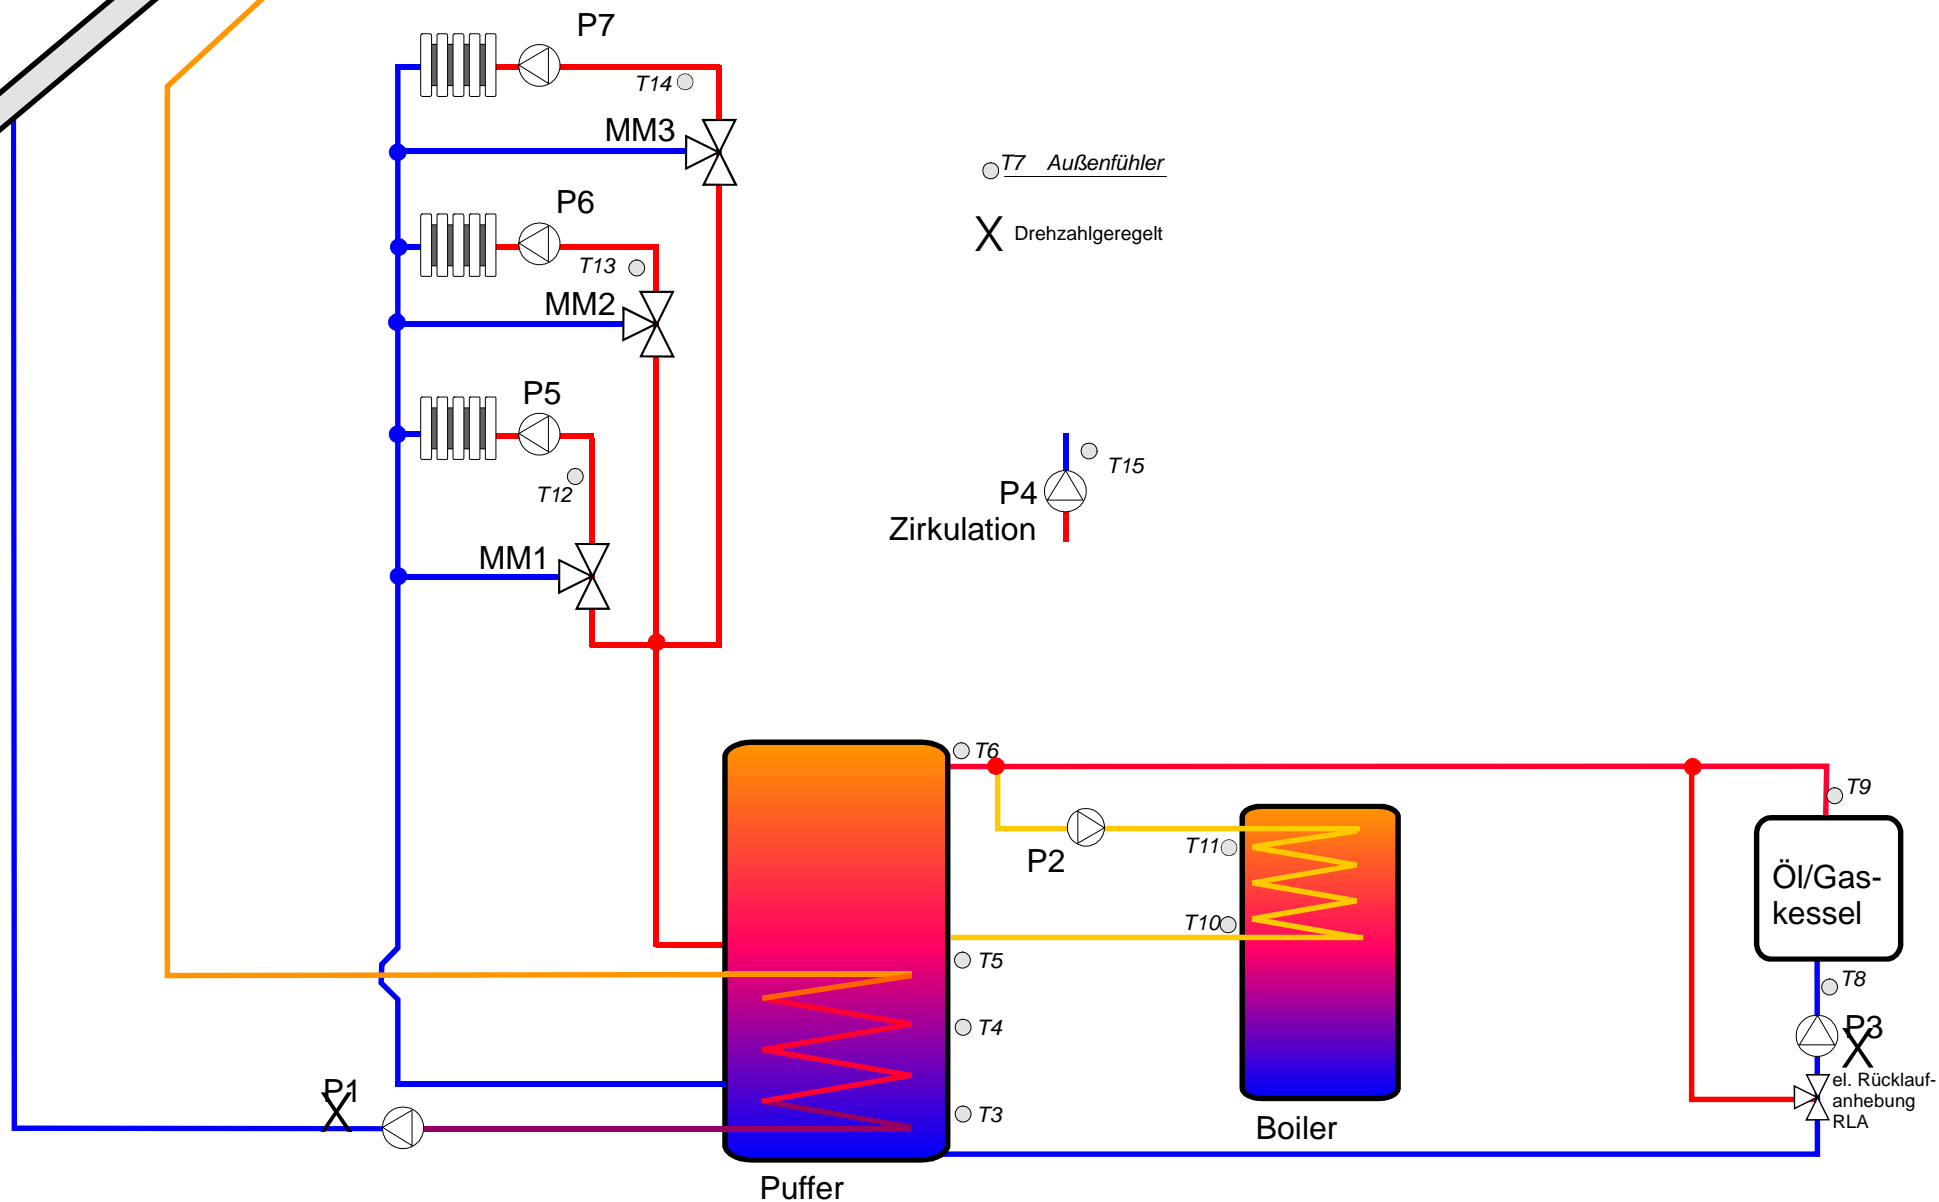 P7
T14
MM3
T7 Außenfühler
P6
X Drehzahlgeregelt
T13
MM2
P5
T15
T12
P4
Zirkulation
MM1
T6
T9
T11
P2
Öl/Gas-
kessel
T10
T5
T8
T4
P3
X
el. Rücklauf-
anhebung
RLA
P1
X
T3
Boiler
Puffer